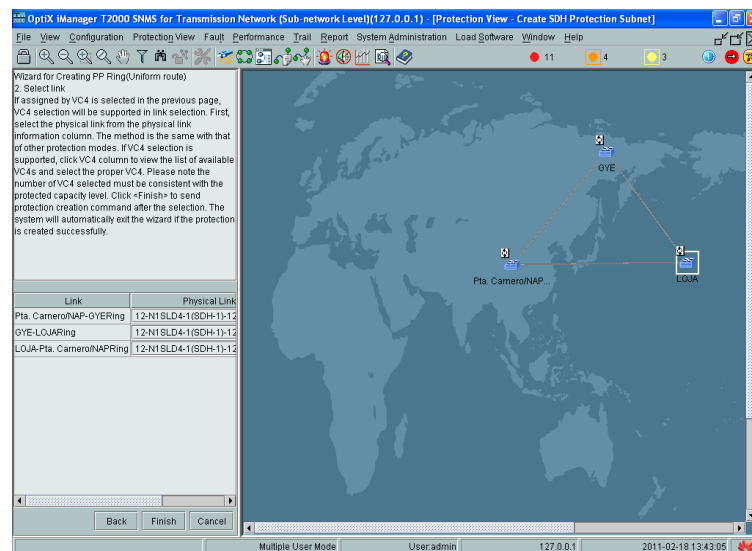 OptiX iManager T2000 SNMS for Transmission Network (Sub-network Level)(127.0.0.1) - [Protection View - Create SDH Protection Subnet]
File View Configuration Protection View Fault Performance Trail Report System Administration Load Software Window Help
11 4 3
Wizard for Creating PP Ring(Uniform route)
2. Select link
If assigned by VC4 is selected in the previous page,
VC4 selection will be supported in link selection. First,
select the physical link from the physical link
information column. The method is the same with that
of other protection modes. If VC4 selection is
supported, click VC4 column to view the list of available
VC4s and select the proper VC4. Please note the
number of VC4 selected must be consistent with the
protected capacity level. Click <Finish> to send
protection creation command after the selection. The
system will automatically exit the wizard if the protection
is created successfully.
GYE
Pta. Carnero/NAP...
LOJA
Link Physical Link
Pta. Carnero/NAP-GYERing 12-N1SLD4-1(SDH-1)-12
GYE-LOJARing 12-N1SLD4-1(SDH-1)-12
LOJA-Pta. Carnero/NAPRing 12-N1SLD4-1(SDH-1)-12
Back Finish Cancel
Multiple User Mode User:admin 127.0.0.1 2011-02-18 13:43:05